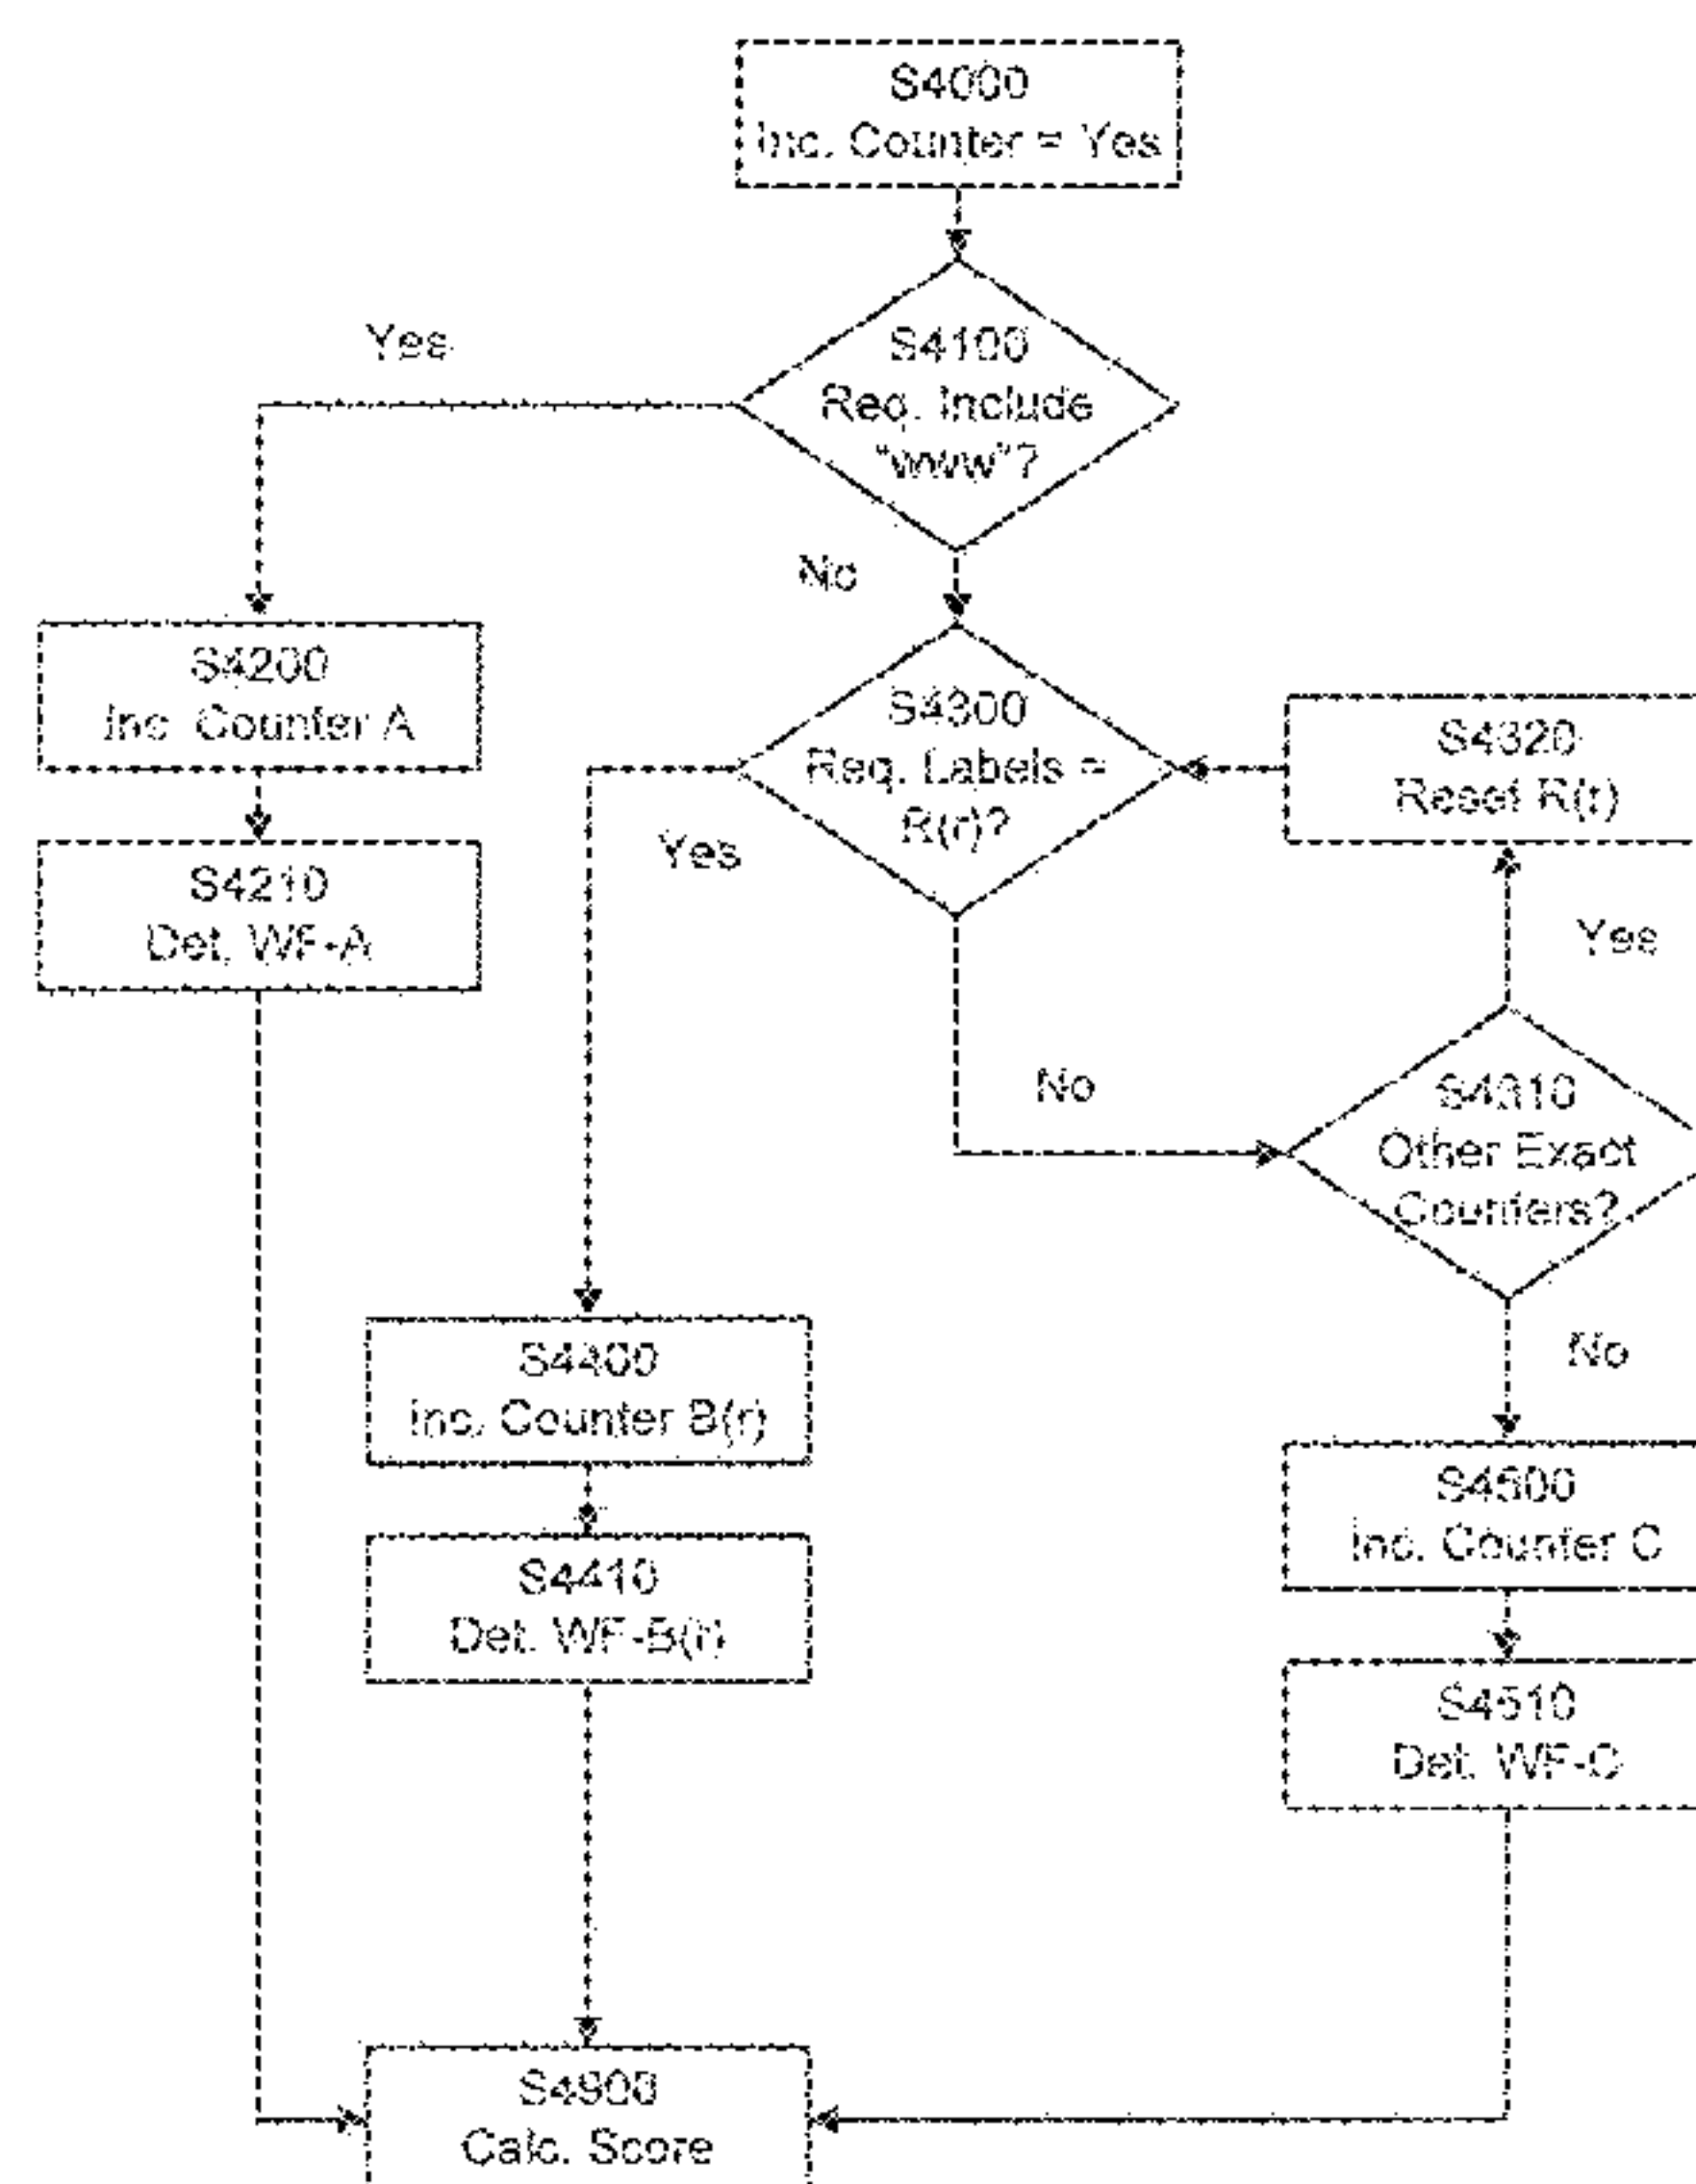 S4000
Inc. Counter = Yes
Yes
S4100
Req. Include
"www"?
No
S4200
Inc. Counter A
S4300
Req. Labels =
R(r)?
S4320
Reset R(r)
Yes
S4210
Det. WF-A
Yes
No
S4310
Other Exact
Counters?
No
S4400
Inc. Counter B(r)
S4500
Inc. Counter C
S4410
Det. WF-B(r)
S4510
Det. WF-C
S4900
Calc. Score